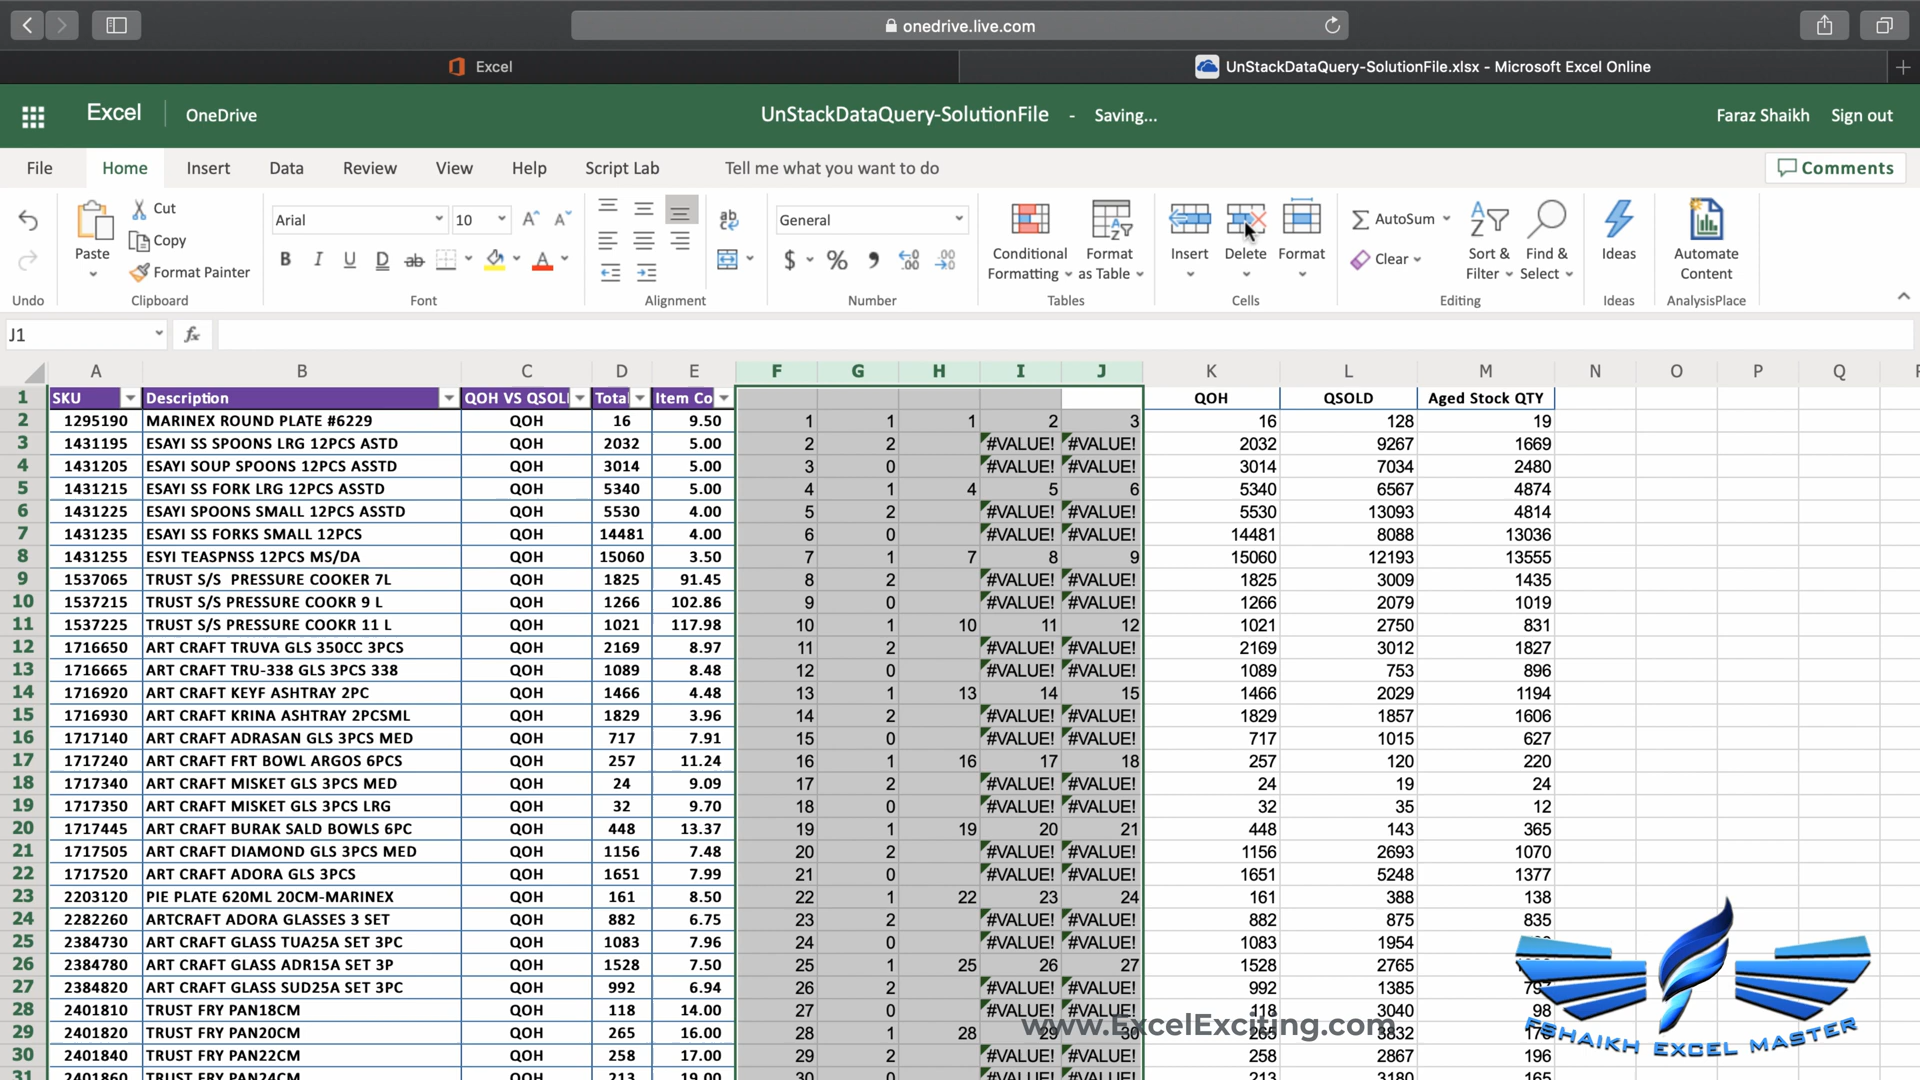 onedrive.live.com
Excel
UnStackDataQuery-SolutionFile.xlsx - Microsoft Excel Online
Excel OneDrive UnStackDataQuery-SolutionFile - Saving... Faraz Shaikh Sign out
File Home Insert Data Review View Help Script Lab Tell me what you want to do Comments
Paste Cut Copy Format Painter
Arial 10
General
Conditional Formatting Format as Table Insert Delete Format
AutoSum Clear Sort & Filter Find & Select Ideas Automate Content
Undo Clipboard Font Alignment Number Tables Cells Editing Ideas AnalysisPlace
J1 fx
A B C D E F G H I J K L M N O P Q
1 SKU Description QOH VS QSOL Total Item Co QOH QSOLD Aged Stock QTY
2 1295190 MARINEX ROUND PLATE #6229 QOH 16 9.50 1 1 1 2 3 16 128 19
3 1431195 ESAYI SS SPOONS LRG 12PCS ASTD QOH 2032 5.00 2 2 #VALUE! #VALUE! 2032 9267 1669
4 1431205 ESAYI SOUP SPOONS 12PCS ASSTD QOH 3014 5.00 3 0 #VALUE! #VALUE! 3014 7034 2480
5 1431215 ESAYI SS FORK LRG 12PCS ASSTD QOH 5340 5.00 4 1 4 5 6 5340 6567 4874
6 1431225 ESAYI SPOONS SMALL 12PCS ASSTD QOH 5530 4.00 5 2 #VALUE! #VALUE! 5530 13093 4814
7 1431235 ESAYI SS FORKS SMALL 12PCS QOH 14481 4.00 6 0 #VALUE! #VALUE! 14481 8088 13036
8 1431255 ESYI TEASPNSS 12PCS MS/DA QOH 15060 3.50 7 1 7 8 9 15060 12193 13555
9 1537065 TRUST S/S PRESSURE COOKER 7L QOH 1825 91.45 8 2 #VALUE! #VALUE! 1825 3009 1435
10 1537215 TRUST S/S PRESSURE COOKR 9 L QOH 1266 102.86 9 0 #VALUE! #VALUE! 1266 2079 1019
11 1537225 TRUST S/S PRESSURE COOKR 11 L QOH 1021 117.98 10 1 10 11 12 1021 2750 831
12 1716650 ART CRAFT TRUVA GLS 350CC 3PCS QOH 2169 8.97 11 2 #VALUE! #VALUE! 2169 3012 1827
13 1716665 ART CRAFT TRU-338 GLS 3PCS 338 QOH 1089 8.48 12 0 #VALUE! #VALUE! 1089 753 896
14 1716920 ART CRAFT KEYF ASHTRAY 2PC QOH 1466 4.48 13 1 13 14 15 1466 2029 1194
15 1716930 ART CRAFT KRINA ASHTRAY 2PCSML QOH 1829 3.96 14 2 #VALUE! #VALUE! 1829 1857 1606
16 1717140 ART CRAFT ADRASAN GLS 3PCS MED QOH 717 7.91 15 0 #VALUE! #VALUE! 717 1015 627
17 1717240 ART CRAFT FRT BOWL ARGOS 6PCS QOH 257 11.24 16 1 16 17 18 257 120 220
18 1717340 ART CRAFT MISKET GLS 3PCS MED QOH 24 9.09 17 2 #VALUE! #VALUE! 24 19 24
19 1717350 ART CRAFT MISKET GLS 3PCS LRG QOH 32 9.70 18 0 #VALUE! #VALUE! 32 35 12
20 1717445 ART CRAFT BURAK SALD BOWLS 6PC QOH 448 13.37 19 1 19 20 21 448 143 365
21 1717505 ART CRAFT DIAMOND GLS 3PCS MED QOH 1156 7.48 20 2 #VALUE! #VALUE! 1156 2693 1070
22 1717520 ART CRAFT ADORA GLS 3PCS QOH 1651 7.99 21 0 #VALUE! #VALUE! 1651 5248 1377
23 2203120 PIE PLATE 620ML 20CM-MARINEX QOH 161 8.50 22 1 22 23 24 161 388 138
24 2282260 ARTCRAFT ADORA GLASSES 3 SET QOH 882 6.75 23 2 #VALUE! #VALUE! 882 875 835
25 2384730 ART CRAFT GLASS TUA25A SET 3PC QOH 1083 7.96 24 0 #VALUE! #VALUE! 1083 1954
26 2384780 ART CRAFT GLASS ADR15A SET 3P QOH 1528 7.50 25 1 25 26 27 1528 2765
27 2384820 ART CRAFT GLASS SUD25A SET 3PC QOH 992 6.94 26 2 #VALUE! #VALUE! 992 1385
28 2401810 TRUST FRY PAN18CM QOH 118 14.00 27 0 #VALUE! #VALUE! 118 3040 98
29 2401820 TRUST FRY PAN20CM QOH 265 16.00 28 1 28 29 30 265 3832
30 2401840 TRUST FRY PAN22CM QOH 258 17.00 29 2 #VALUE! #VALUE! 258 2867 196
31 2401860 TRUST FRY PAN24CM QOH 213 19.00 30 0 #VALUE! #VALUE! 213 3180 165
www.ExcelExciting.com
FSHAIKH EXCEL MASTER